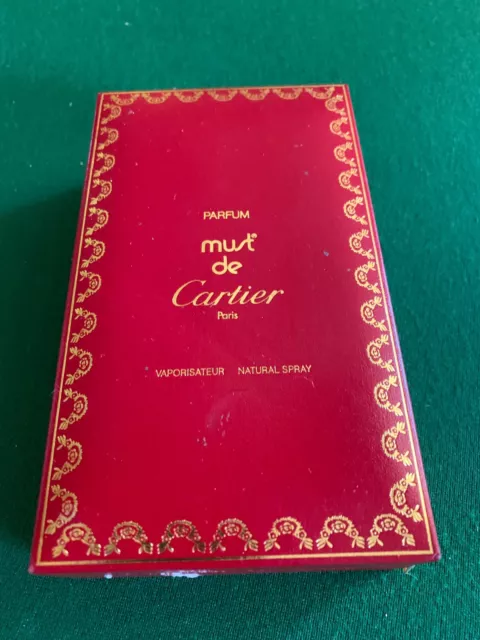 PARFUM
must
de
Cartier
Paris
VAPORISATEUR NATURAL SPRAY